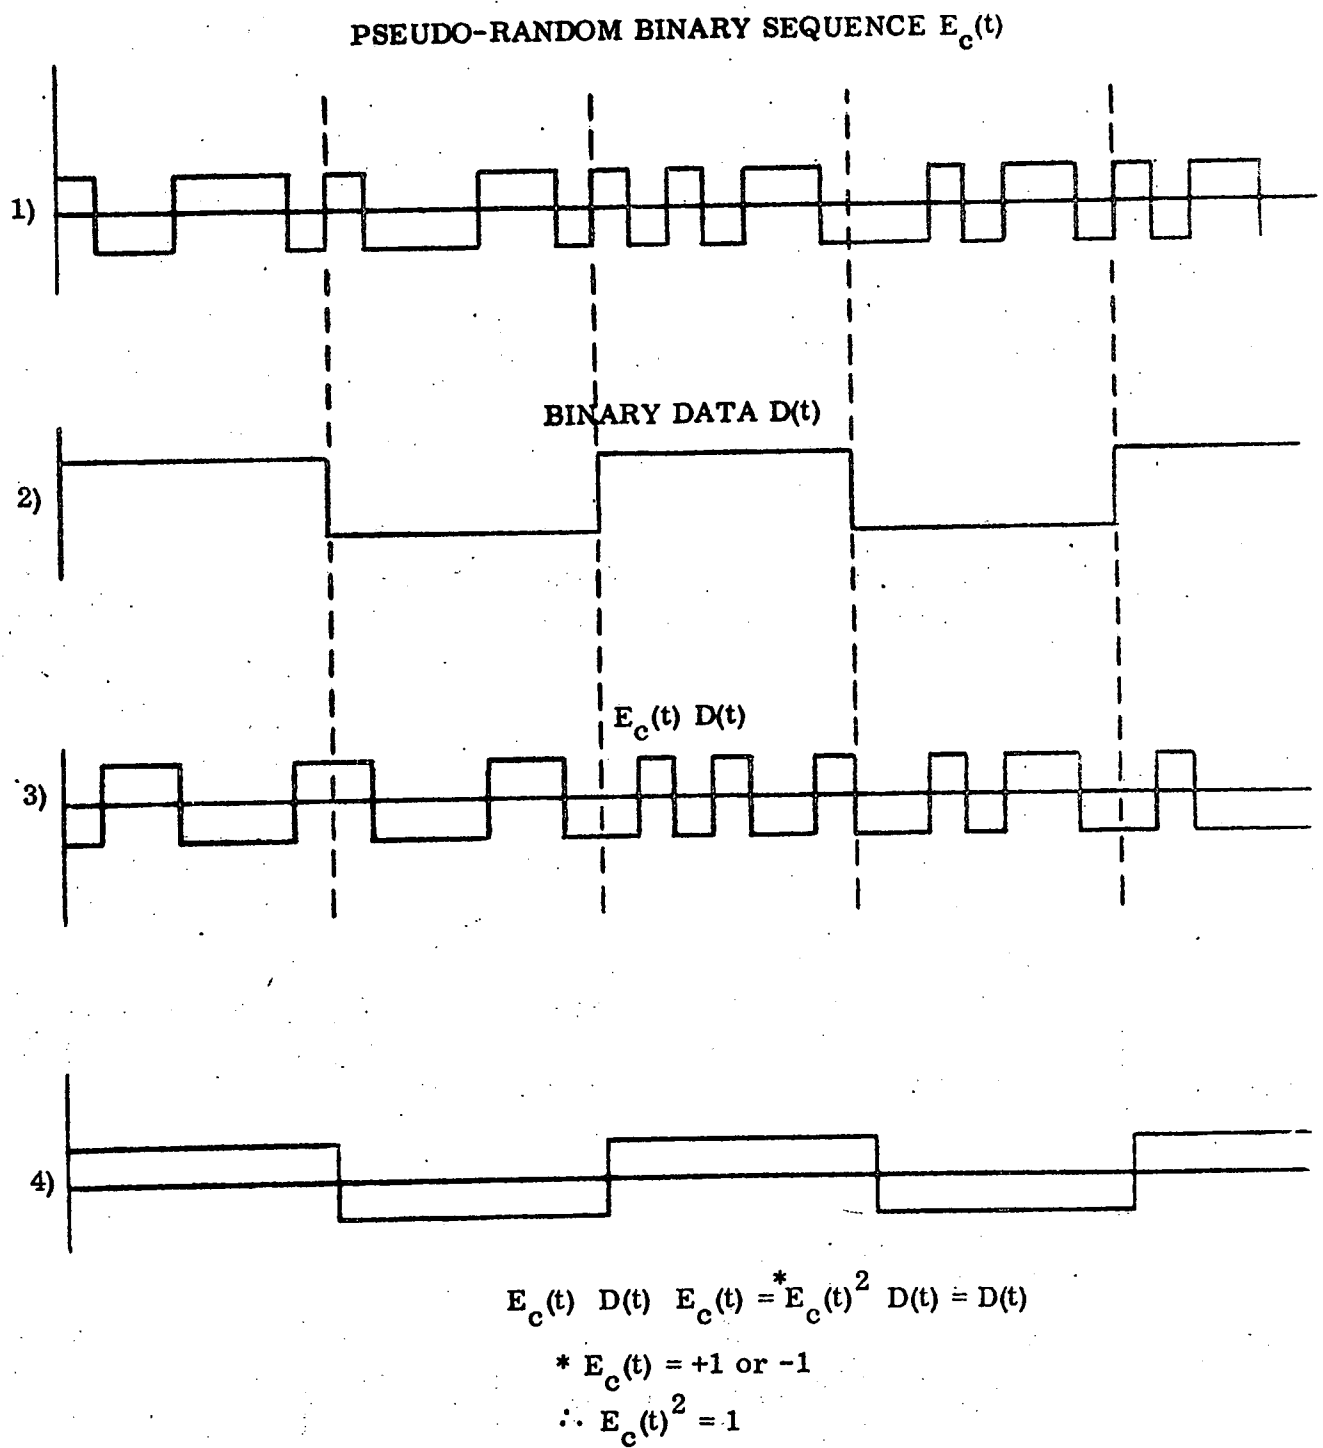 PSEUDO-RANDOM BINARY SEQUENCE E_c(t)
1)
BINARY DATA D(t)
2)
E_c(t) D(t)
3)
4)
E_c(t) D(t) E_c(t) =*E_c(t)² D(t) = D(t)
* E_c(t) = +1 or -1
∴ E_c(t)² = 1